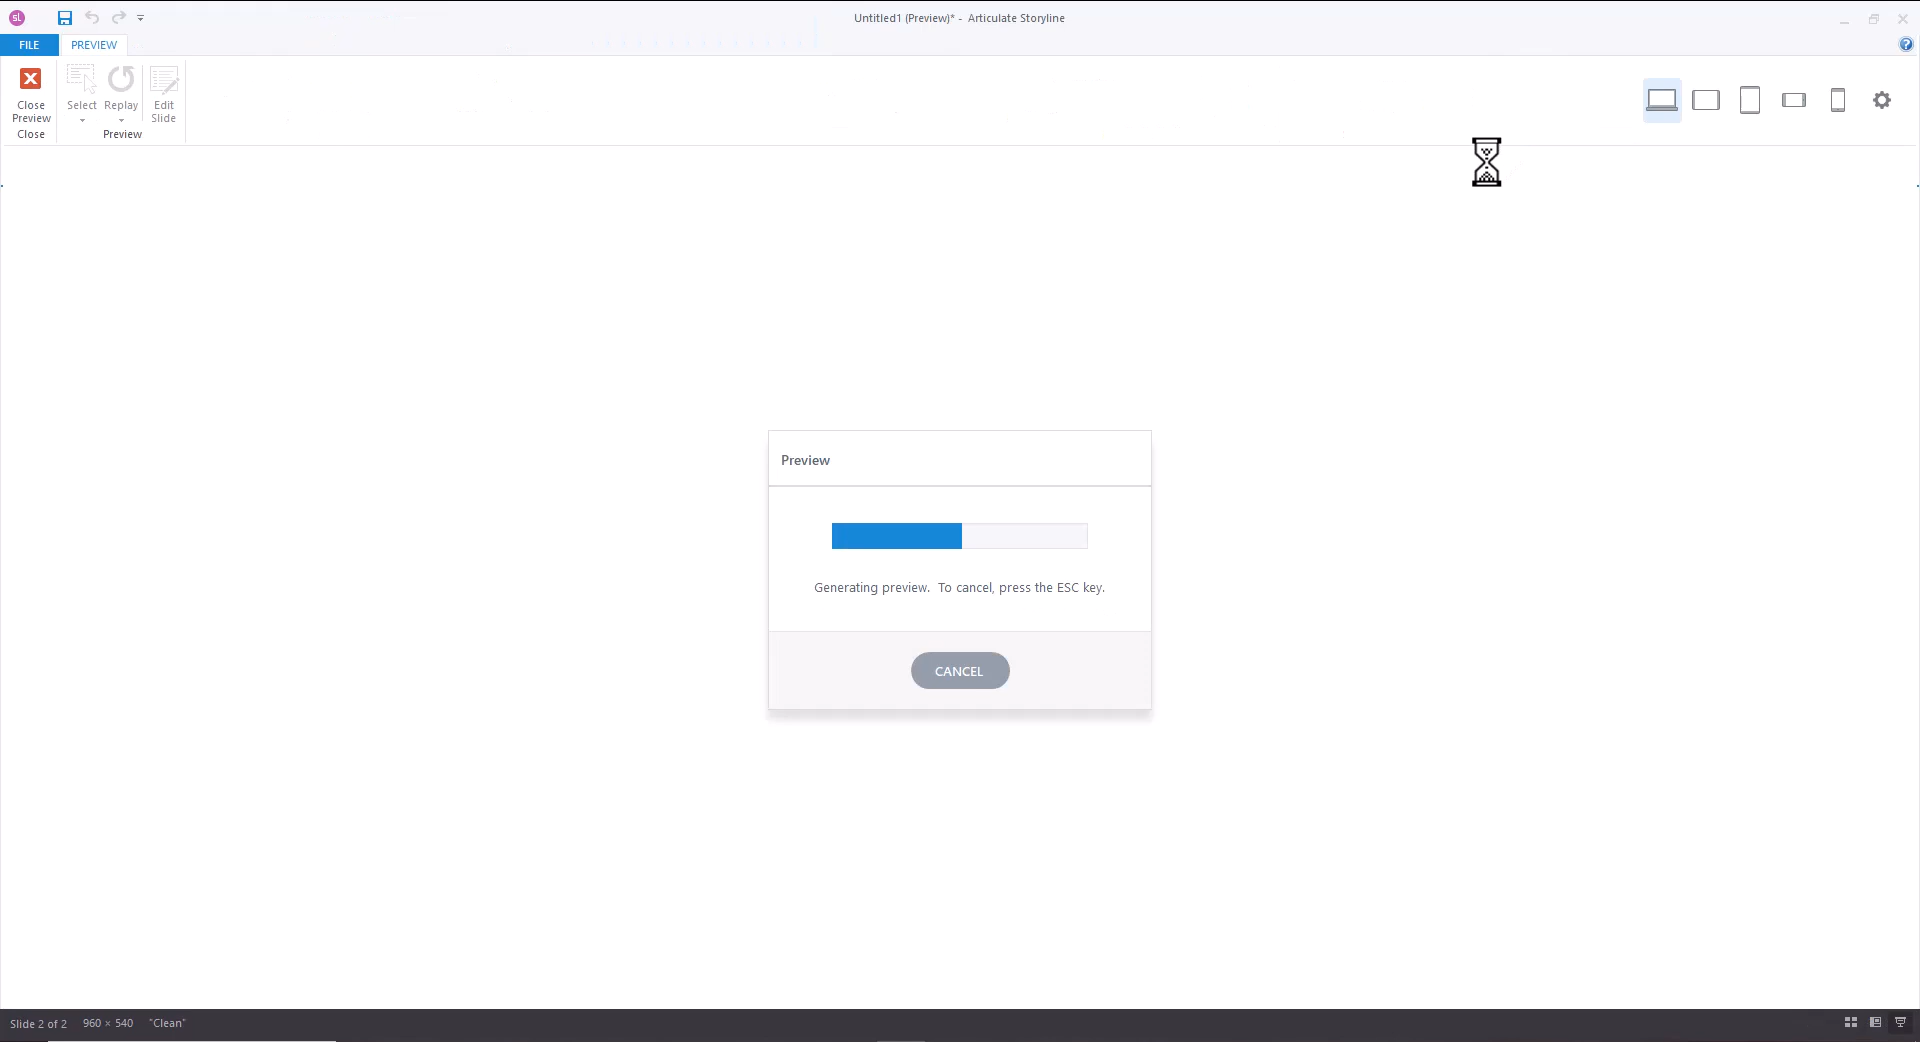 sl
Untitled1 (Preview)* - Articulate Storyline
FILE
PREVIEW
?
Close Preview
Select
Replay
Edit Slide
Close
Preview
Preview
Generating preview.  To cancel, press the ESC key.
CANCEL
Slide 2 of 2
960 × 540
"Clean"